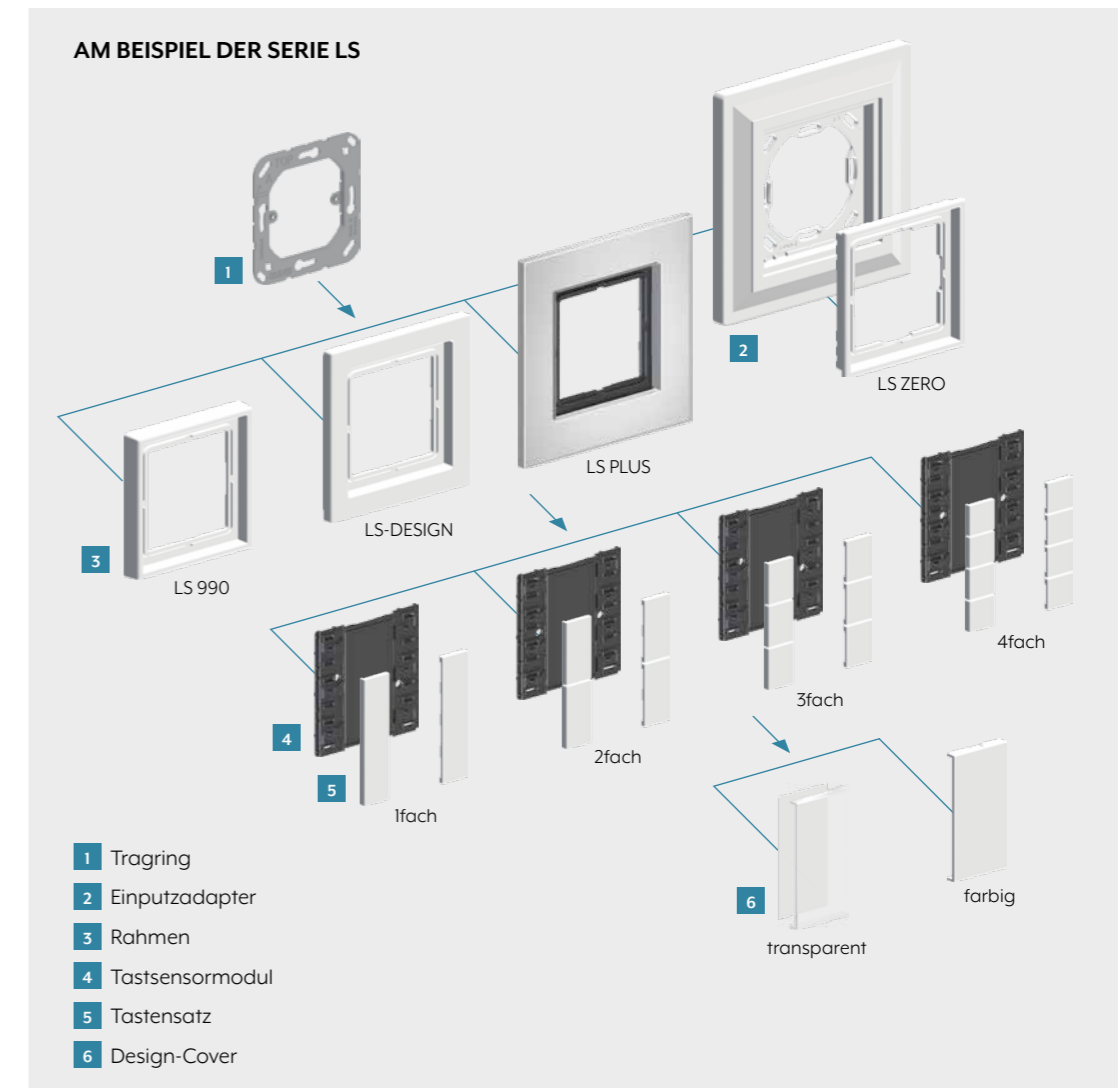 AM BEISPIEL DER SERIE LS
1
2
LS ZERO
LS PLUS
LS-DESIGN
3
LS 990
4fach
3fach
4
2fach
5
1fach
1 Tragring
2 Einputzadapter
3 Rahmen
4 Tastsensormodul
5 Tastensatz
6 Design-Cover
6
farbig
transparent